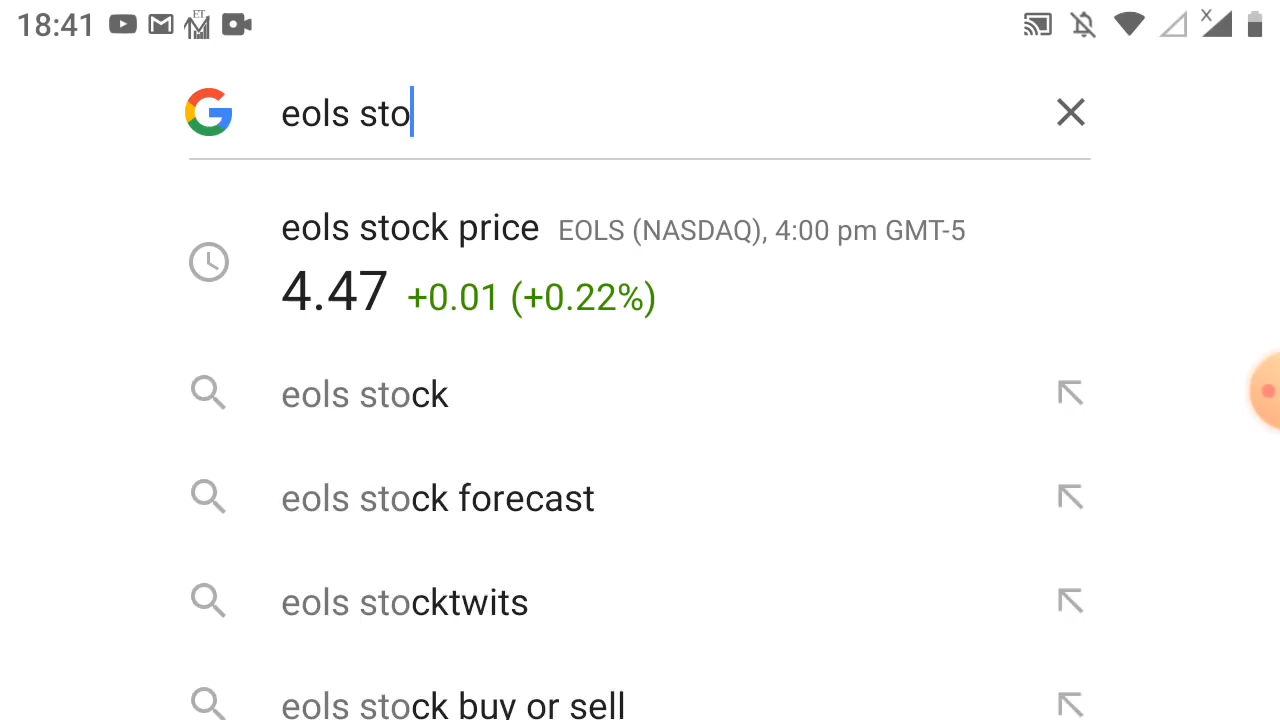 18:41 ET X
eols sto
eols stock price EOLS (NASDAQ), 4:00 pm GMT-5
4.47 +0.01 (+0.22%)
eols stock
eols stock forecast
eols stocktwits
eols stock buy or sell